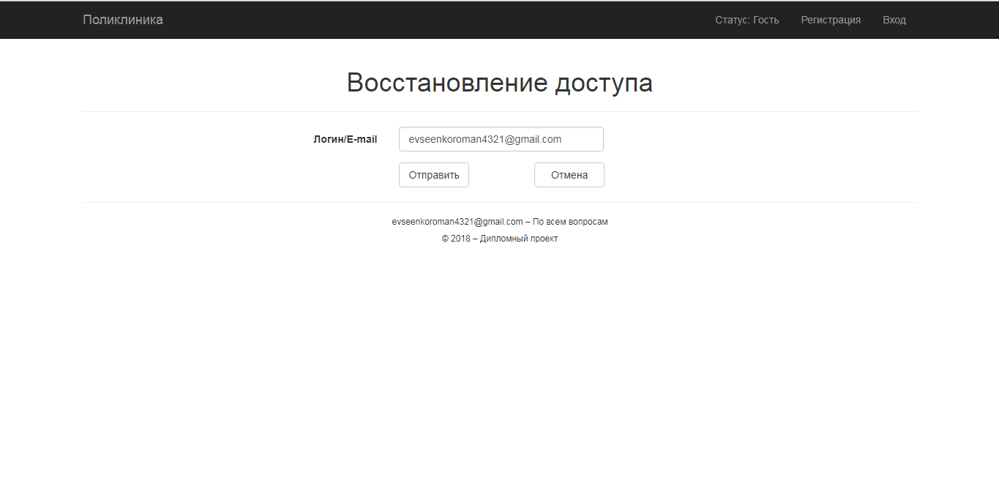 Поликлиника Статус: Гость Регистрация Вход
Восстановление доступа
Логин/E-mail evseenkoroman4321@gmail.com
Отправить Отмена
evseenkoroman4321@gmail.com – По всем вопросам
© 2018 – Дипломный проект